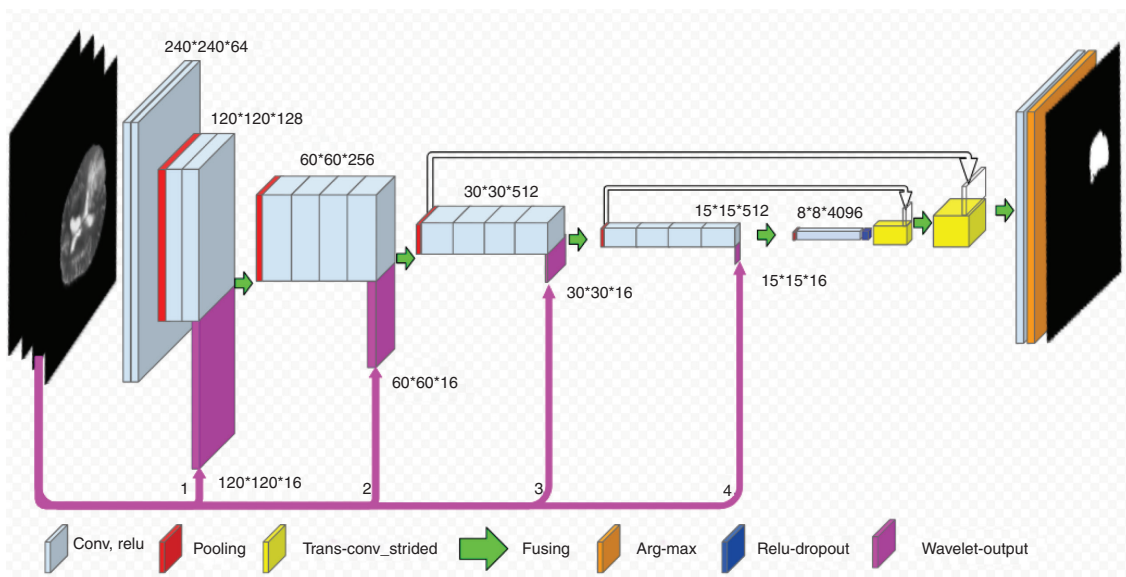 240*240*64
120*120*128
60*60*256
30*30*512
15*15*512
8*8*4096
30*30*16
15*15*16
60*60*16
120*120*16
1
2
3
4
Conv, relu
Pooling
Trans-conv_strided
Fusing
Arg-max
Relu-dropout
Wavelet-output